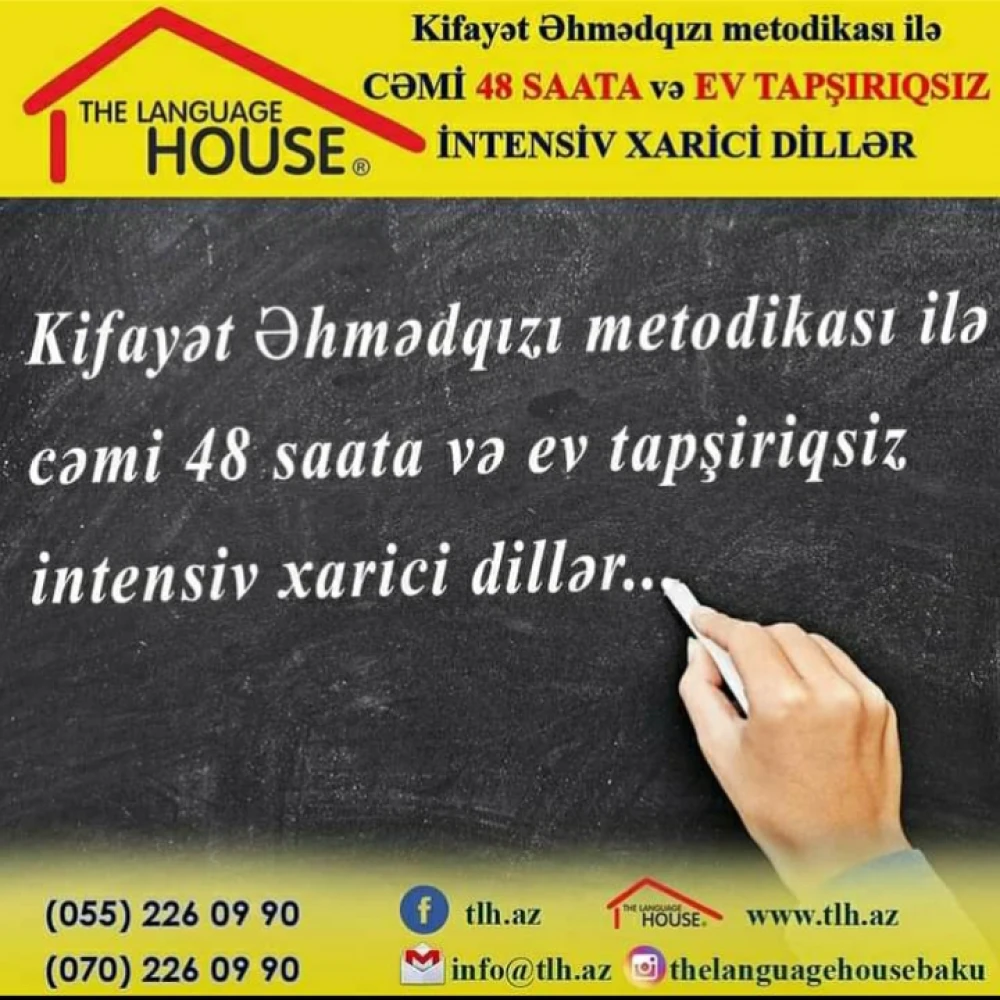 THE LANGUAGE
HOUSE®
Kifayət Əhmədqızı metodikası ilə
CƏMİ 48 SAATA və EV TAPŞIRIQSIZ
İNTENSİV XARİCİ DİLLƏR
Kifayət Əhmədqızı metodikası ilə
cəmi 48 saata və ev tapşiriqsiz
intensiv xarici dillər...
(055) 226 09 90
f tlh.az
THE LANGUAGE
HOUSE®
www.tlh.az
(070) 226 09 90
info@tlh.az
thelanguagehousebaku